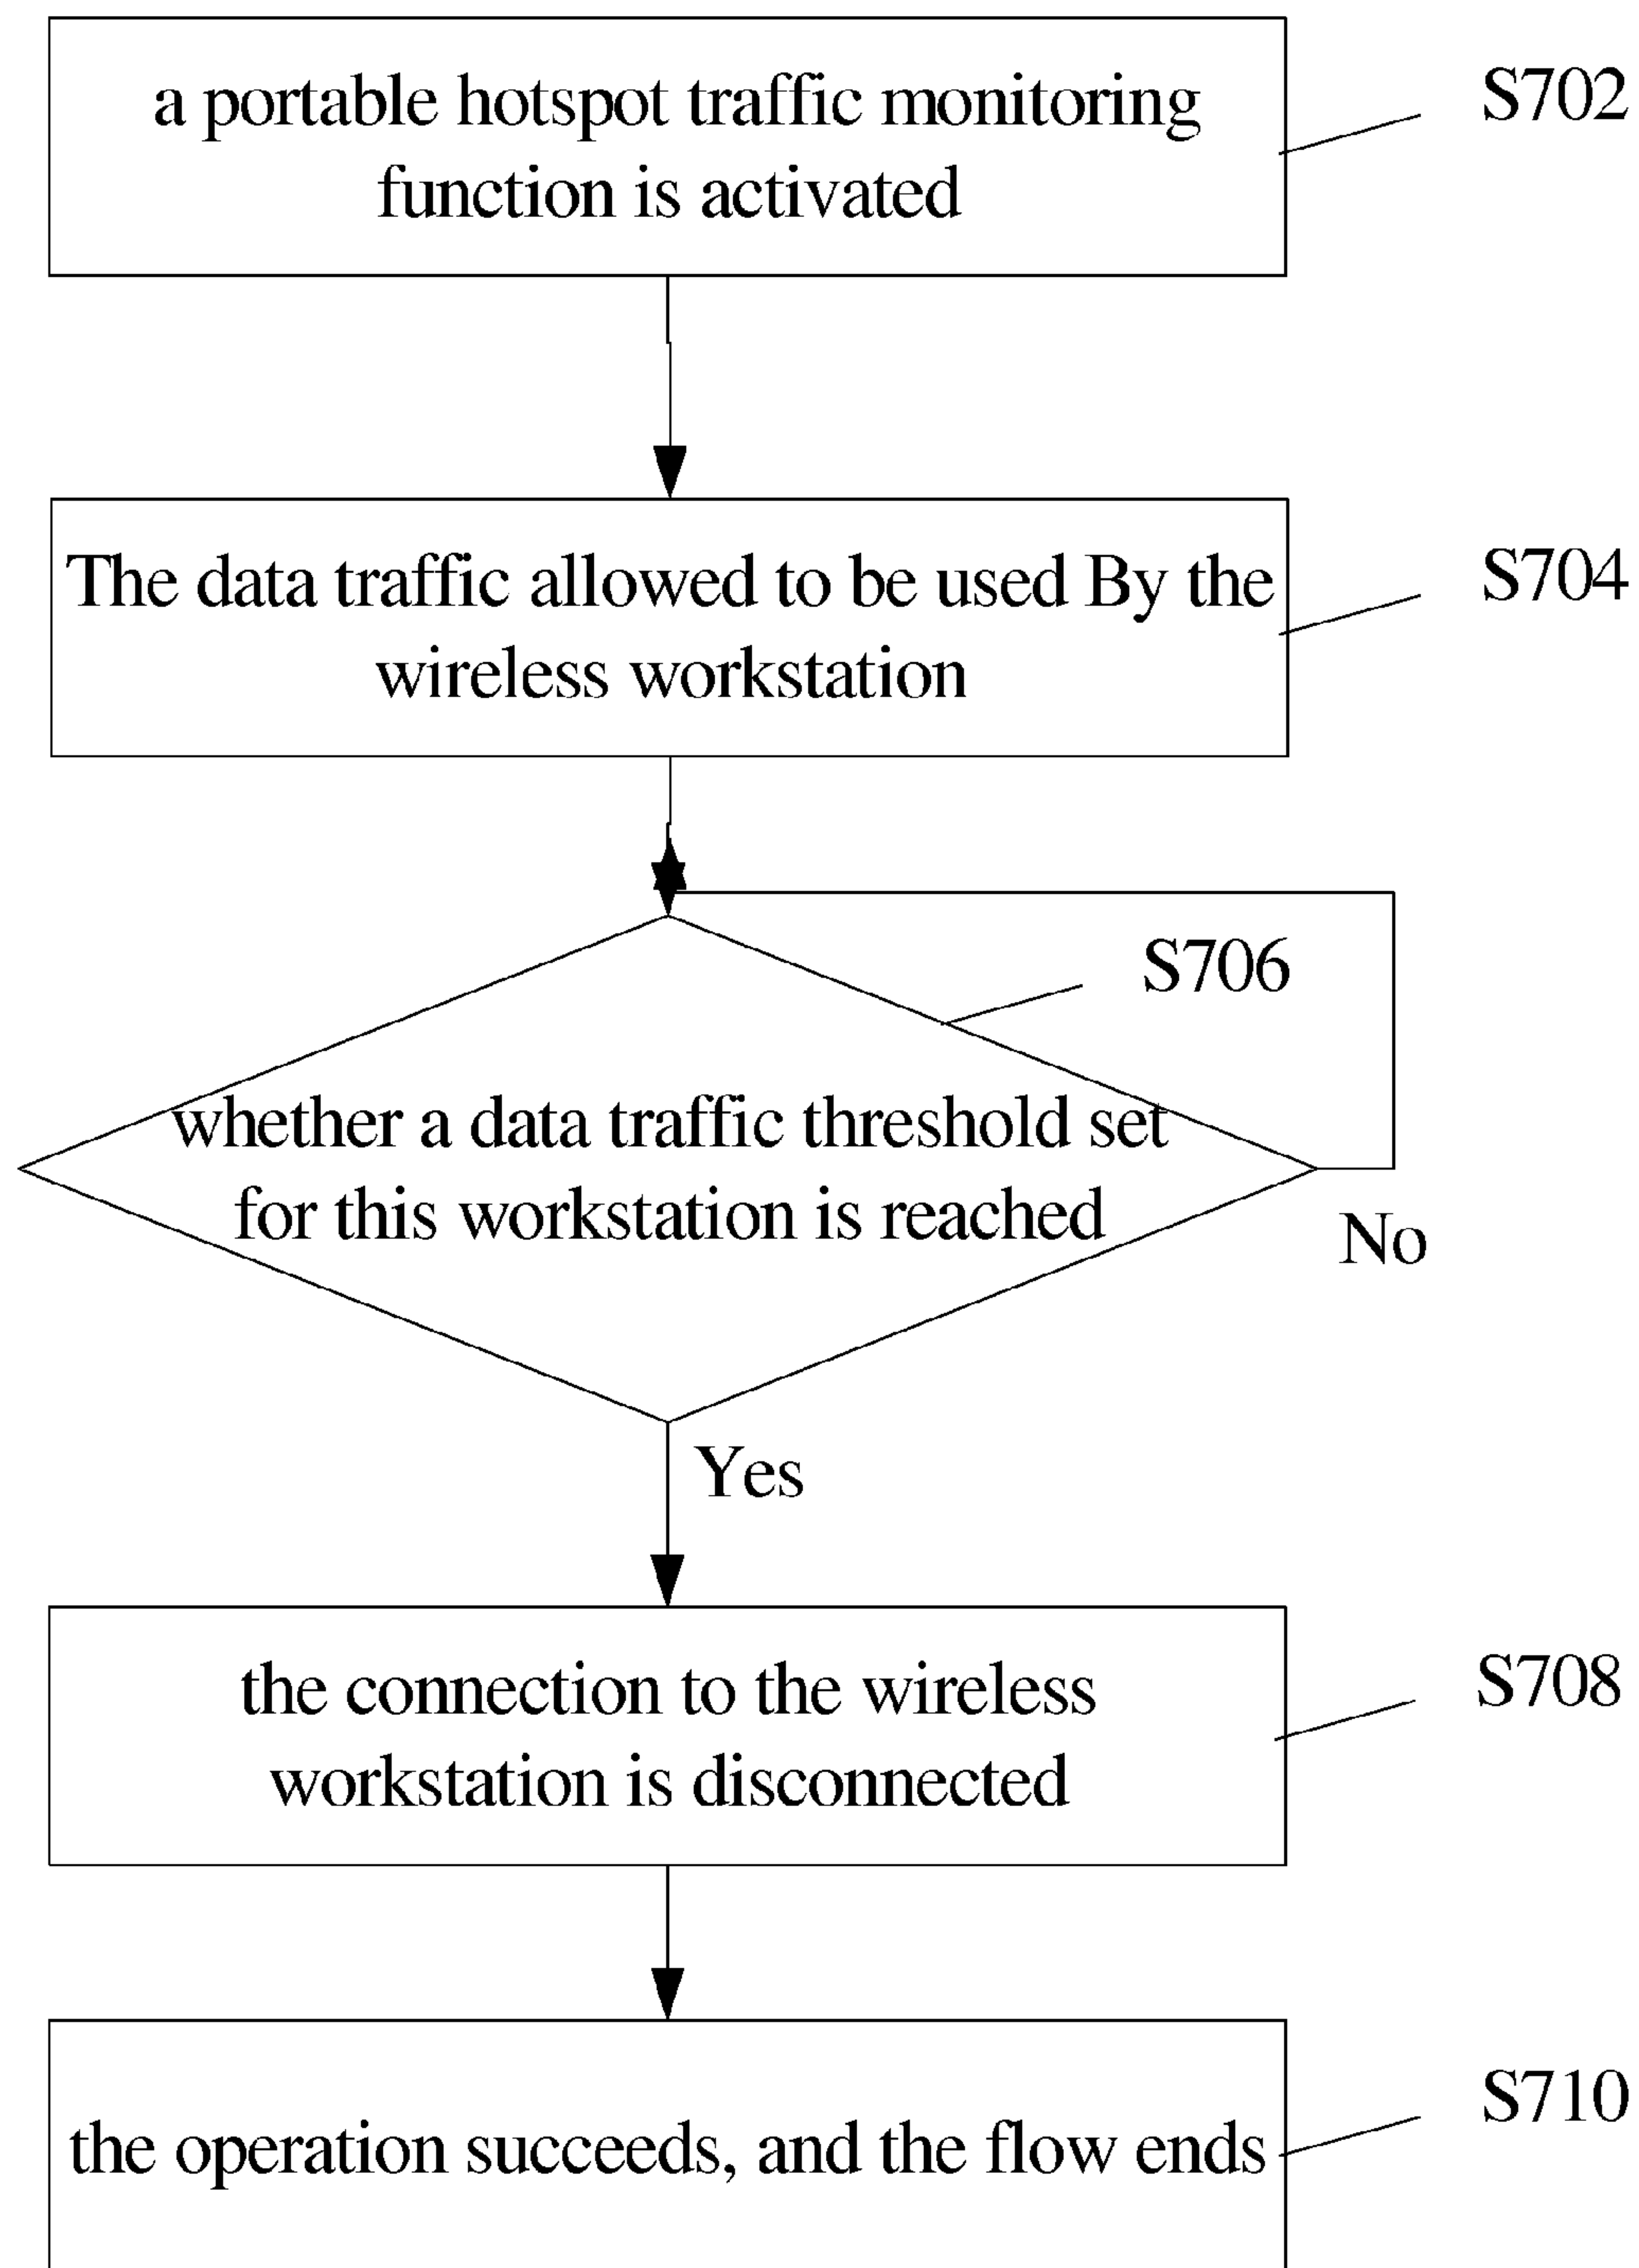 a portable hotspot traffic monitoring
function is activated
S702
The data traffic allowed to be used By the
wireless workstation
S704
S706
whether a data traffic threshold set
for this workstation is reached
No
Yes
the connection to the wireless
workstation is disconnected
S708
the operation succeeds, and the flow ends
S710